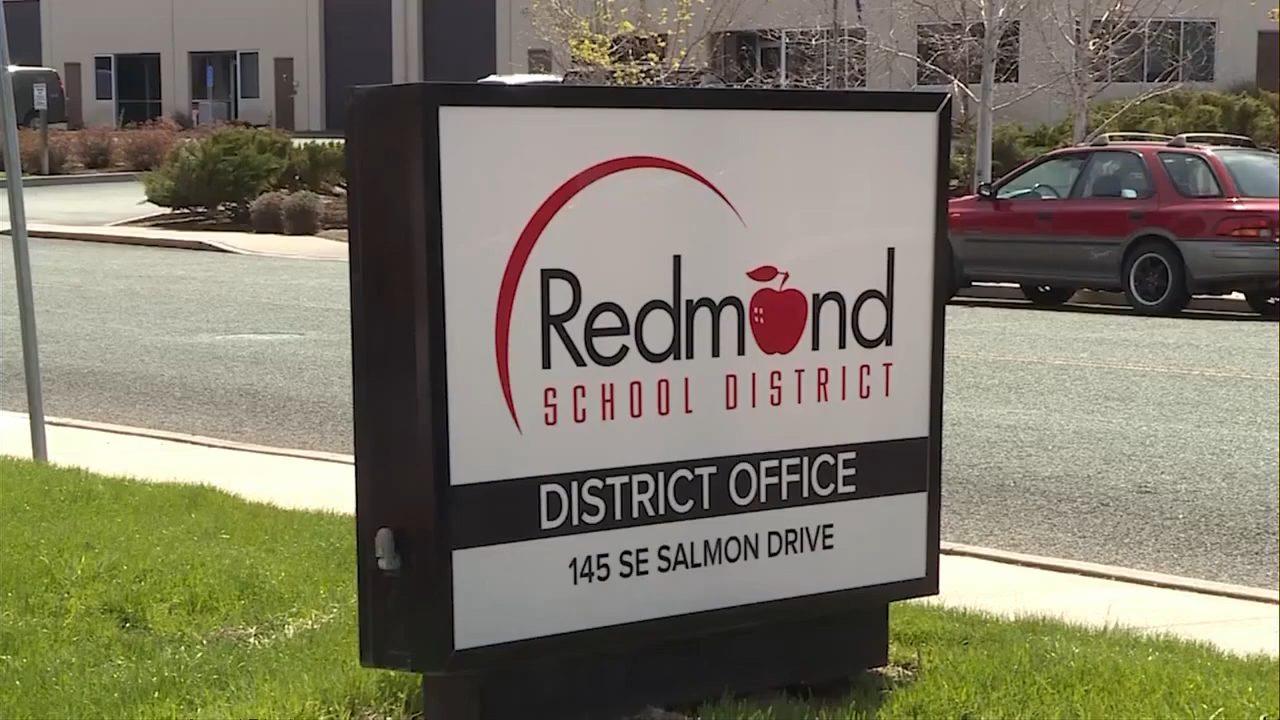 Redmond
SCHOOL DISTRICT
DISTRICT OFFICE
145 SE SALMON DRIVE